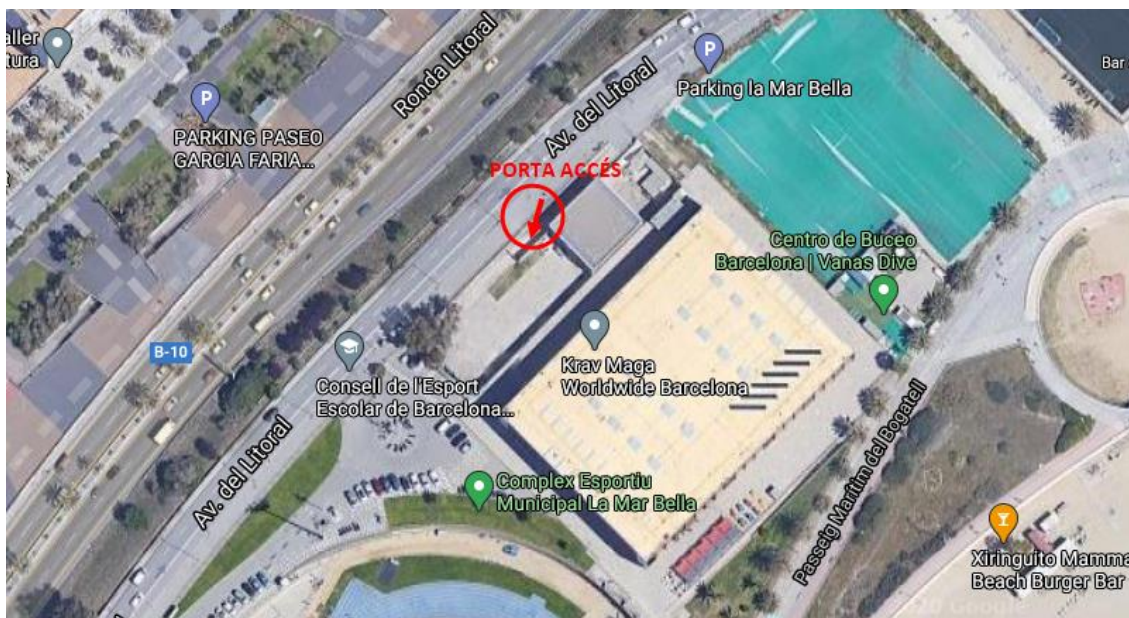 aller
tura
P
PARKING PASEO
GARCIA FARIA...
Ronda Litoral
Av. del Litoral
P
Parking la Mar Bella
Bar
PORTA ACCÉS
Centro de Buceo
Barcelona | Vanas Dive
B-10
Consell de l'Esport
Escolar de Barcelona...
Krav Maga
Worldwide Barcelona
Av. del Litoral
Complex Esportiu
Municipal La Mar Bella
Passeig Marítim del Bogatell
Xiringuito Mamma
Beach Burger Bar
Google